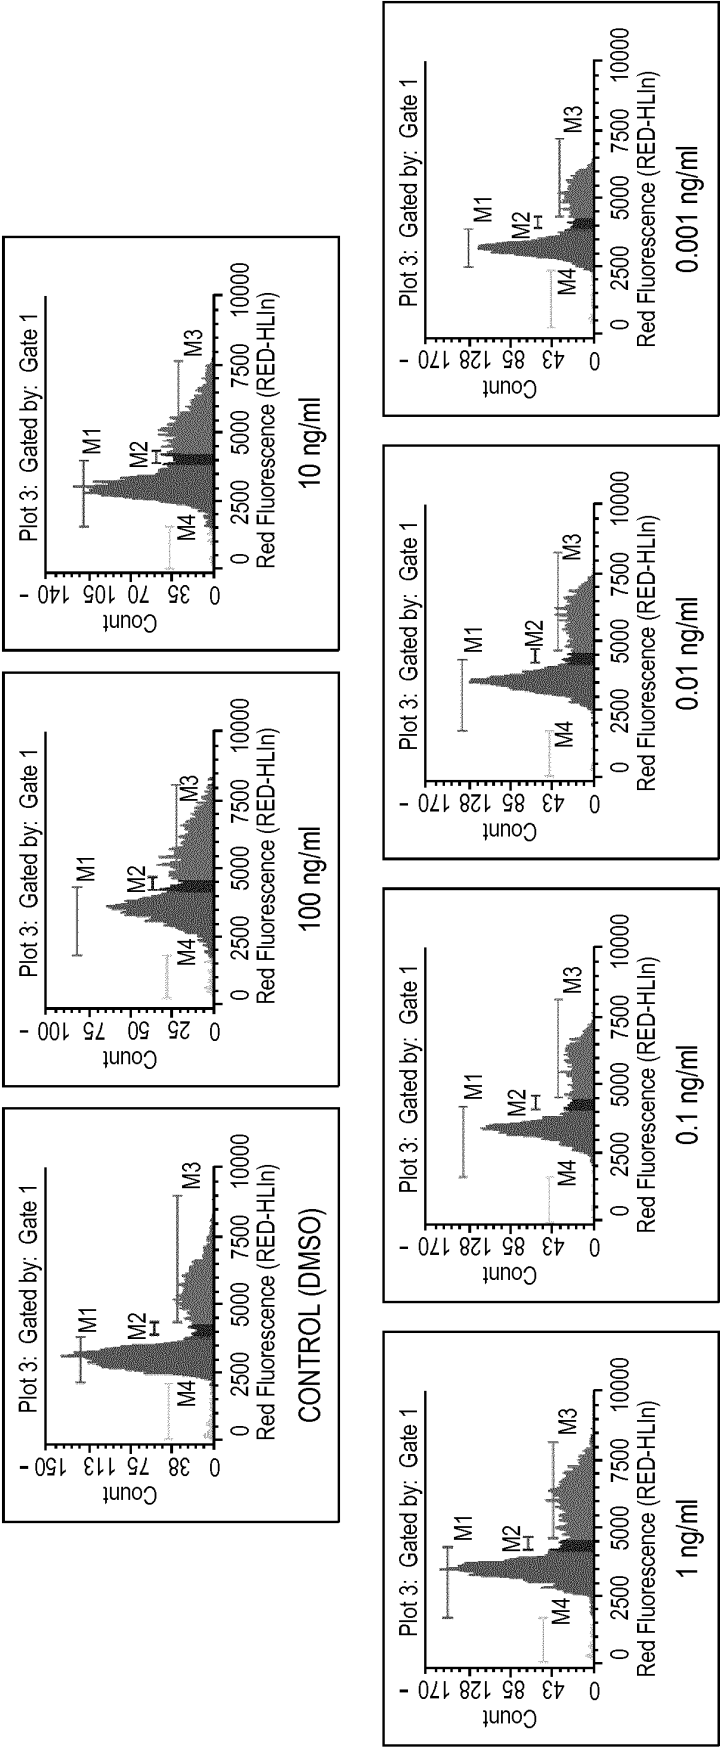 Plot 3: Gated by: Gate 1
150
113
75
38
0
Count
M1
M2
M3
M4
0 2500 5000 7500 10000
Red Fluorescence (RED-HLIn)
CONTROL (DMSO)
Plot 3: Gated by: Gate 1
100
75
50
25
0
Count
M1
M2
M3
M4
0 2500 5000 7500 10000
Red Fluorescence (RED-HLIn)
100 ng/ml
Plot 3: Gated by: Gate 1
140
105
70
35
0
Count
M1
M2
M3
M4
0 2500 5000 7500 10000
Red Fluorescence (RED-HLIn)
10 ng/ml
Plot 3: Gated by: Gate 1
170
128
85
43
0
Count
M1
M2
M3
M4
0 2500 5000 7500 10000
Red Fluorescence (RED-HLIn)
1 ng/ml
Plot 3: Gated by: Gate 1
170
128
85
43
0
Count
M1
M2
M3
M4
0 2500 5000 7500 10000
Red Fluorescence (RED-HLIn)
0.1 ng/ml
Plot 3: Gated by: Gate 1
170
128
85
43
0
Count
M1
M2
M3
M4
0 2500 5000 7500 10000
Red Fluorescence (RED-HLIn)
0.01 ng/ml
Plot 3: Gated by: Gate 1
170
128
85
43
0
Count
M1
M2
M3
M4
0 2500 5000 7500 10000
Red Fluorescence (RED-HLIn)
0.001 ng/ml